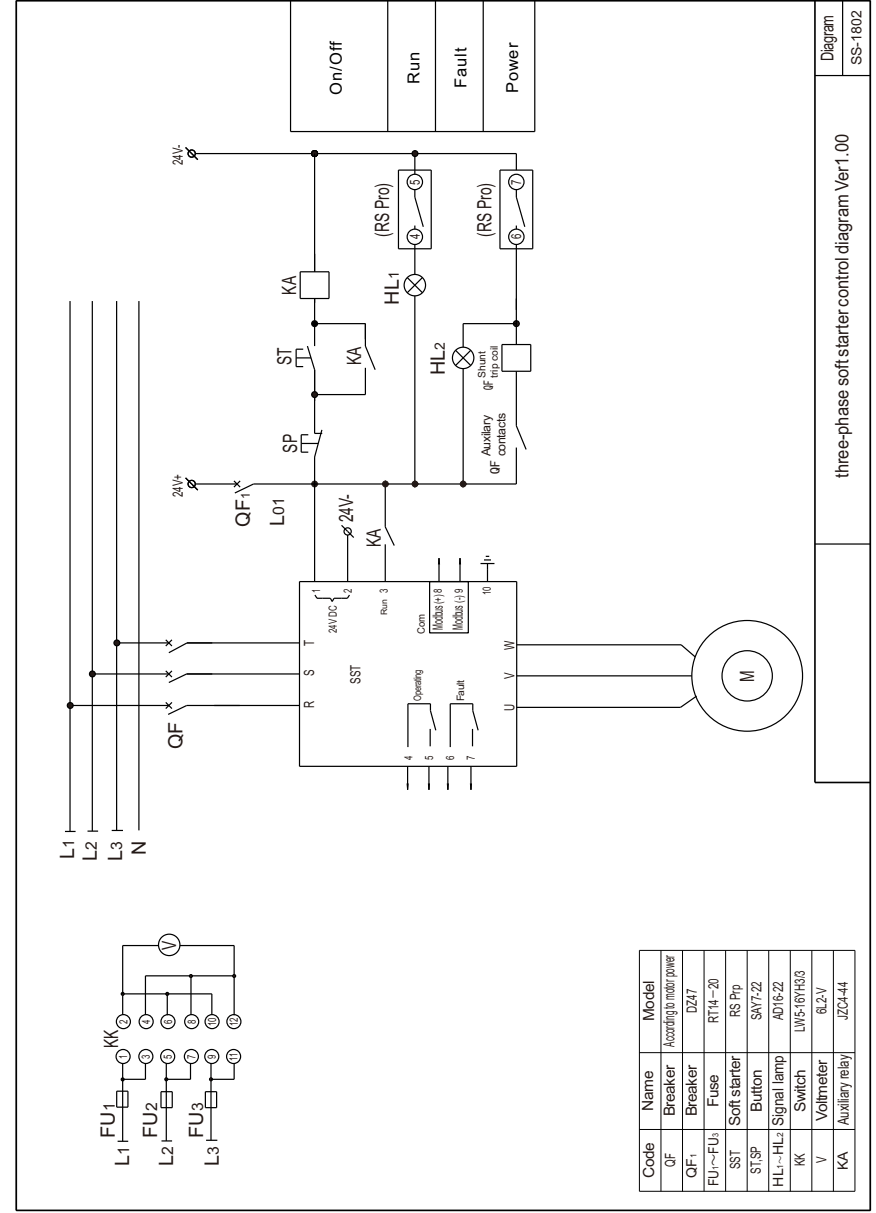 Diagram
SS-1802
three-phase soft starter control diagram Ver1.00
On/Off
Run
Fault
Power
24V-
24V+
QF1
L01
SP
ST
KA
KA
HL1
(RS Pro)
4
5
HL2
(RS Pro)
6
7
QF Shunt trip coil
QF Auxilary contacts
24V-
KA
L1
L2
L3
N
QF
R
S
T
SST
1
2
24V DC
Run 3
Com
Modbus (+) 8
Modbus (-) 9
10
Operating
Fault
4
5
6
7
U
V
W
M
KK
V
FU1
FU2
FU3
L1
L2
L3
1
2
3
4
5
6
7
8
9
10
11
12
Code Name Model
QF Breaker According to motor power
QF1 Breaker DZ47
FU1~FU3 Fuse RT14-20
SST Soft starter RS Prp
ST,SP Button SAY7-22
HL1~HL2 Signal lamp AD16-22
KK Switch LW5-16YH3/3
V Voltmeter 6L2-V
KA Auxiliary relay JZC4-44